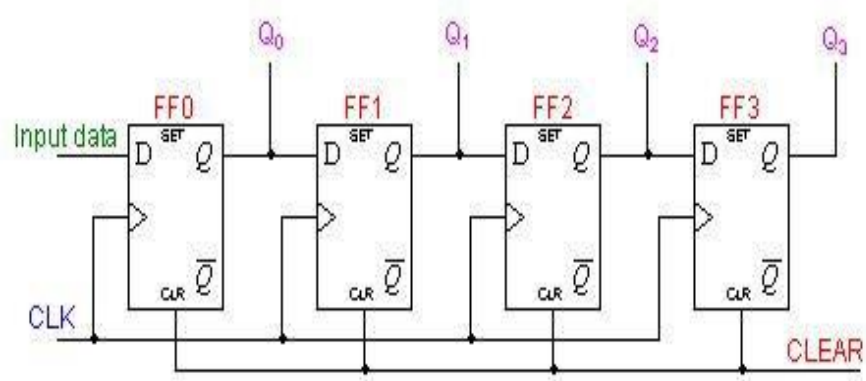 Q0 Q1 Q2 Q3
FF0 FF1 FF2 FF3
Input data
SET SET SET SET
D Q D Q D Q D Q
Q̅ Q̅ Q̅ Q̅
CLR CLR CLR CLR
CLK
CLEAR